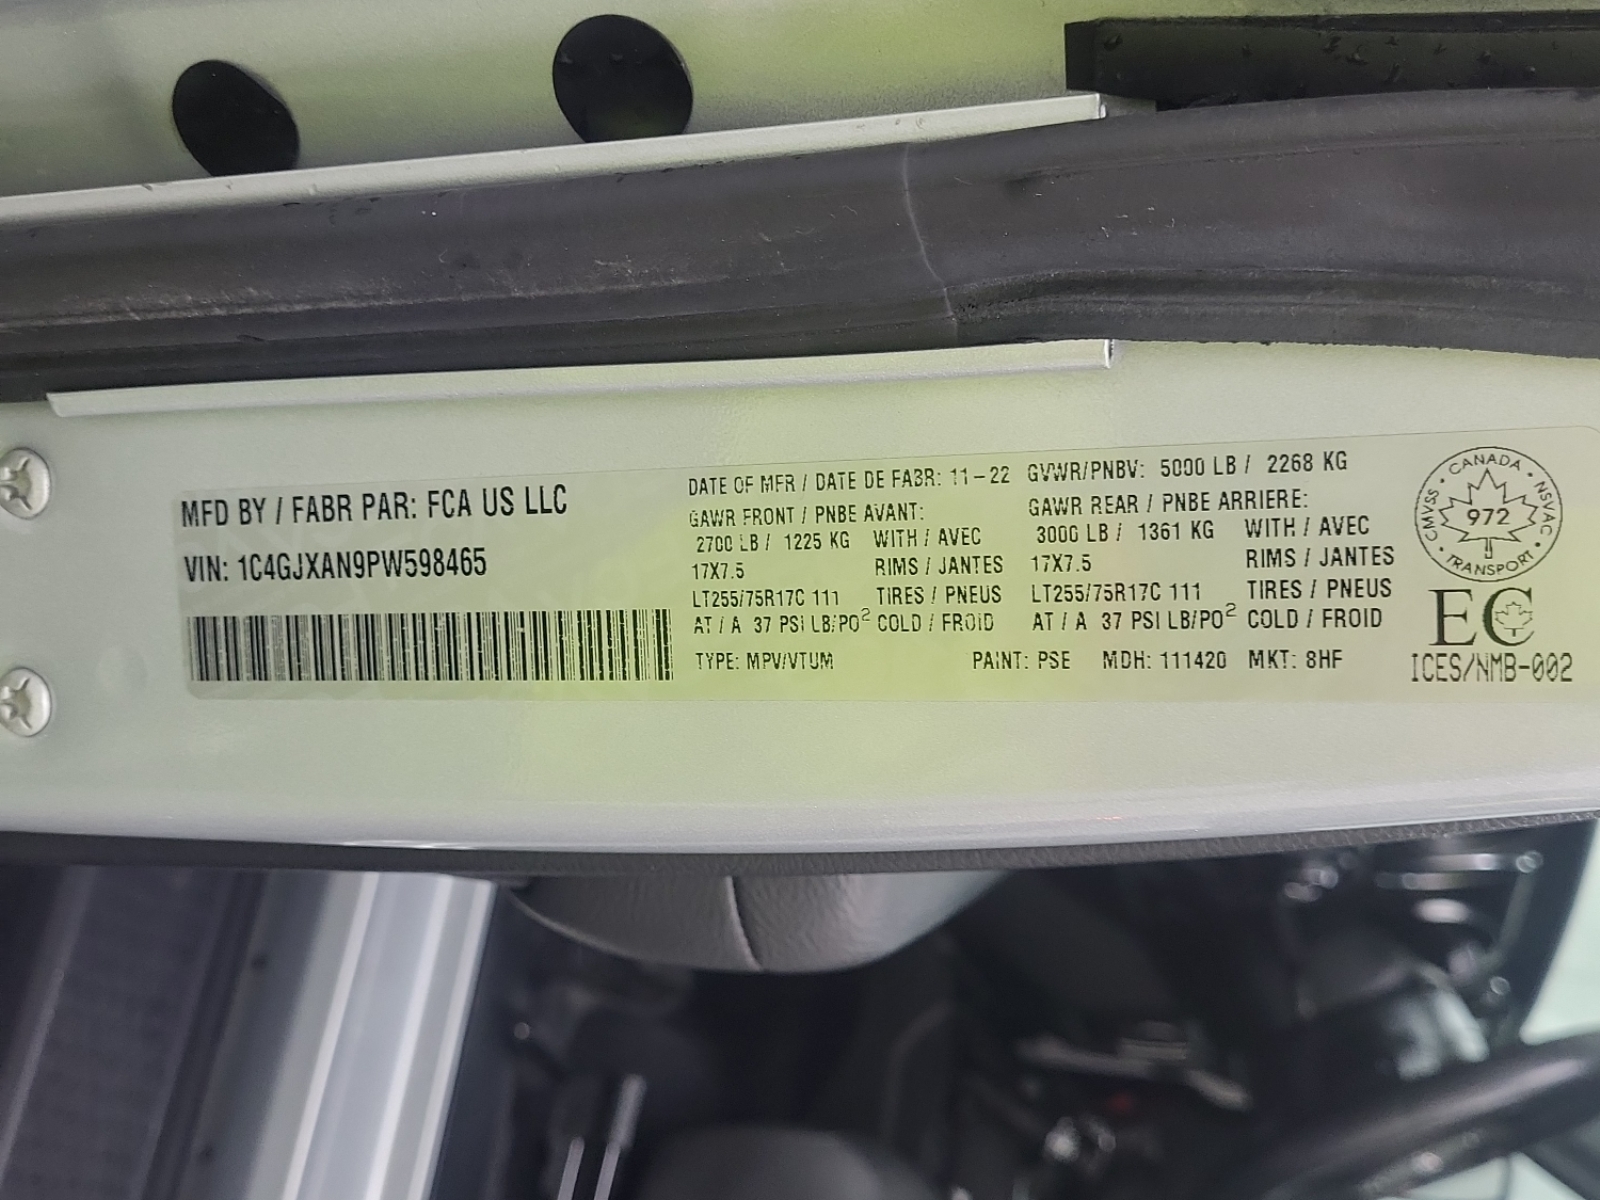 MFD BY / FABR PAR: FCA US LLC
VIN: 1C4GJXAN9PW598465
DATE OF MFR / DATE DE FABR: 11-22 GVWR/PNBV: 5000 LB / 2268 KG
GAWR FRONT / PNBE AVANT:
2700 LB / 1225 KG WITH / AVEC
17X7.5 RIMS / JANTES
LT255/75R17C 111 TIRES / PNEUS
AT / A 37 PSI LB/PO² COLD / FROID
GAWR REAR / PNBE ARRIERE:
3000 LB / 1361 KG WITH / AVEC
17X7.5 RIMS / JANTES
LT255/75R17C 111 TIRES / PNEUS
AT / A 37 PSI LB/PO² COLD / FROID
TYPE: MPV/VTUM PAINT: PSE MDH: 111420 MKT: 8HF
CANADA
CMVSS
972
NSVAC
TRANSPORT
EC
ICES/NMB-002